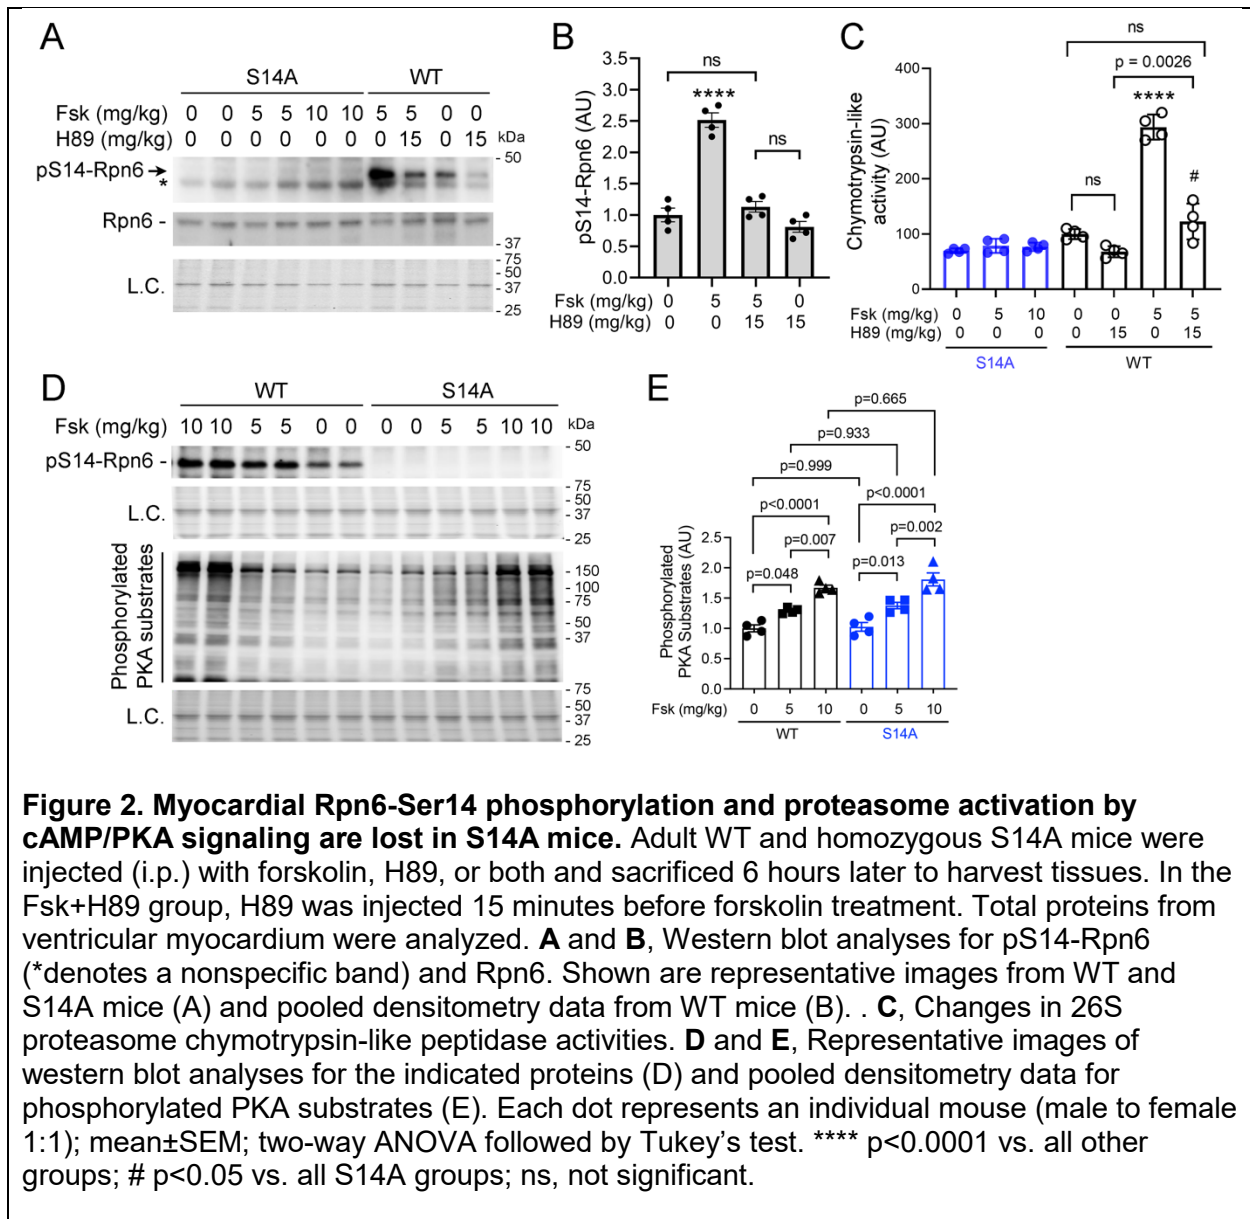 A
S14A WT
Fsk (mg/kg) 0 0 5 5 10 10 5 5 0 0
H89 (mg/kg) 0 0 0 0 0 0 0 15 0 15 kDa
pS14-Rpn6 → - 50
*
Rpn6 -
- 37
- 75
- 50
L.C. - 37
- 25
B
3.5
3.0
2.5
2.0
1.5
1.0
0.5
0.0
pS14-Rpn6 (AU)
ns
****
ns
Fsk (mg/kg) 0 5 5 0
H89 (mg/kg) 0 0 15 15
C
ns
p = 0.0026
400
300
200
100
0
Chymotrypsin-like
activity (AU)
****
#
ns
Fsk (mg/kg) 0 5 10 0 0 5 5
H89 (mg/kg) 0 0 0 0 15 0 15
S14A WT
D
WT S14A
Fsk (mg/kg) 10 10 5 5 0 0 0 0 5 5 10 10 kDa
- 50
pS14-Rpn6 -
- 37
- 75
- 50
L.C. - 37
- 25
Phosphorylated
PKA substrates
- 150
- 100
- 75
- 50
- 37
- 75
- 50
L.C. - 37
- 25
E
p=0.665
p=0.933
p=0.999
p<0.0001 p<0.0001
p=0.007 p=0.002
p=0.048 p=0.013
2.5
2.0
1.5
1.0
0.5
0.0
Phosphorylated
PKA Substrates (AU)
Fsk (mg/kg) 0 5 10 0 5 10
WT S14A
Figure 2. Myocardial Rpn6-Ser14 phosphorylation and proteasome activation by
cAMP/PKA signaling are lost in S14A mice. Adult WT and homozygous S14A mice were
injected (i.p.) with forskolin, H89, or both and sacrificed 6 hours later to harvest tissues. In the
Fsk+H89 group, H89 was injected 15 minutes before forskolin treatment. Total proteins from
ventricular myocardium were analyzed. A and B, Western blot analyses for pS14-Rpn6
(*denotes a nonspecific band) and Rpn6. Shown are representative images from WT and
S14A mice (A) and pooled densitometry data from WT mice (B). . C, Changes in 26S
proteasome chymotrypsin-like peptidase activities. D and E, Representative images of
western blot analyses for the indicated proteins (D) and pooled densitometry data for
phosphorylated PKA substrates (E). Each dot represents an individual mouse (male to female
1:1); mean±SEM; two-way ANOVA followed by Tukey's test. **** p<0.0001 vs. all other
groups; # p<0.05 vs. all S14A groups; ns, not significant.